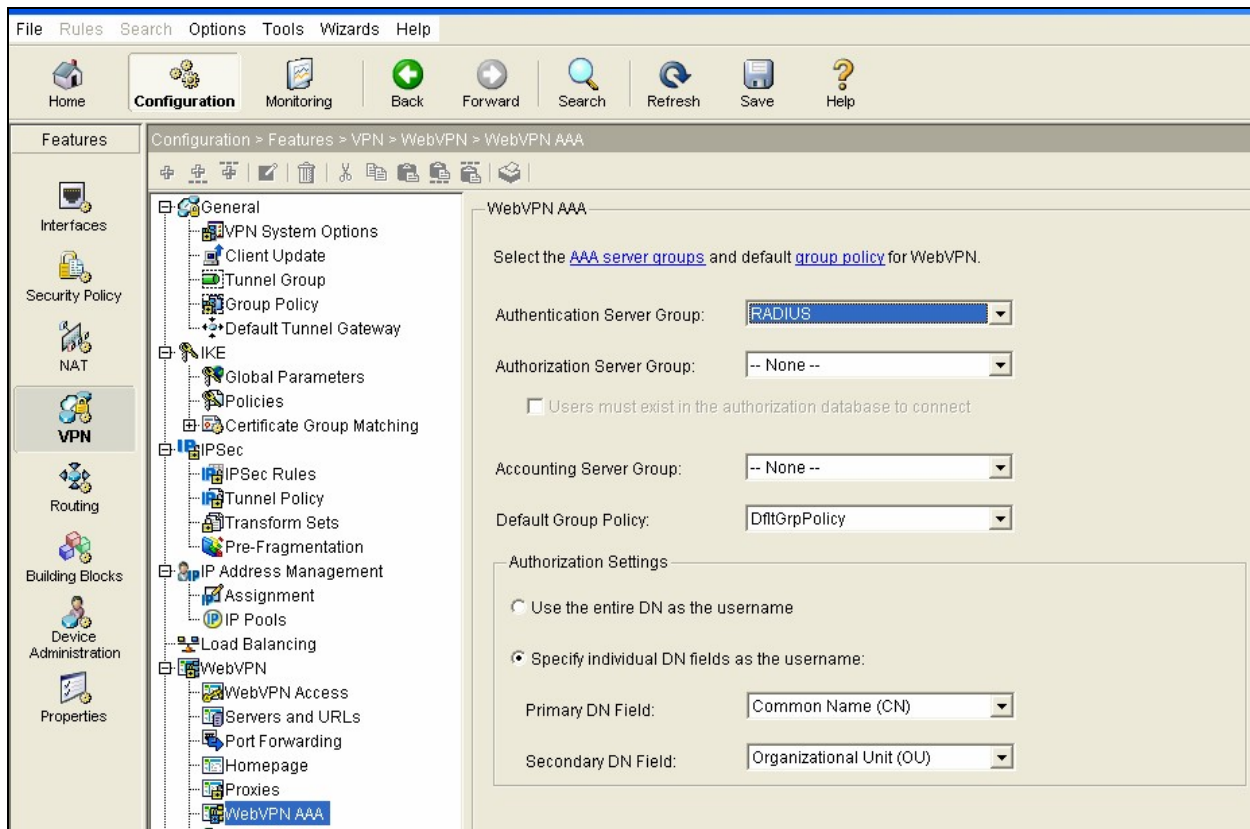 File Rules Search Options Tools Wizards Help
Home Configuration Monitoring Back Forward Search Refresh Save Help
Features
Configuration > Features > VPN > WebVPN > WebVPN AAA
Interfaces
Security Policy
NAT
VPN
Routing
Building Blocks
Device
Administration
Properties
General
VPN System Options
Client Update
Tunnel Group
Group Policy
Default Tunnel Gateway
IKE
Global Parameters
Policies
Certificate Group Matching
IPSec
IPSec Rules
Tunnel Policy
Transform Sets
Pre-Fragmentation
IP Address Management
Assignment
IP Pools
Load Balancing
WebVPN
WebVPN Access
Servers and URLs
Port Forwarding
Homepage
Proxies
WebVPN AAA
WebVPN AAA
Select the AAA server groups and default group policy for WebVPN.
Authentication Server Group: RADIUS
Authorization Server Group: -- None --
Users must exist in the authorization database to connect
Accounting Server Group: -- None --
Default Group Policy: DfltGrpPolicy
Authorization Settings
Use the entire DN as the username
Specify individual DN fields as the username:
Primary DN Field: Common Name (CN)
Secondary DN Field: Organizational Unit (OU)